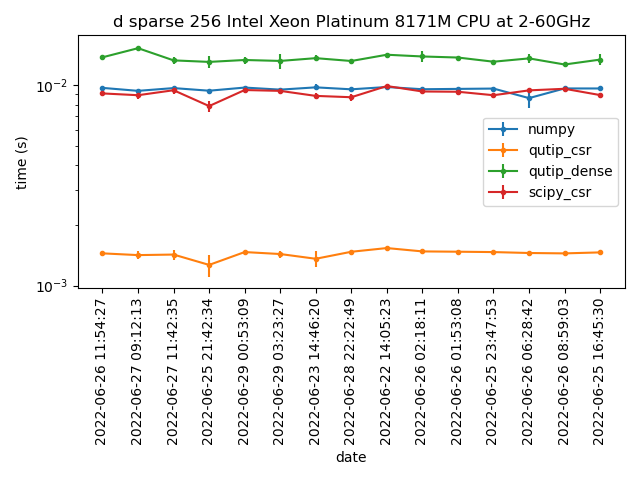 d sparse 256 Intel Xeon Platinum 8171M CPU at 2-60GHz
time (s)
10⁻²
10⁻³
numpy
qutip_csr
qutip_dense
scipy_csr
2022-06-26 11:54:27
2022-06-27 09:12:13
2022-06-27 11:42:35
2022-06-25 21:42:34
2022-06-29 00:53:09
2022-06-29 03:23:27
2022-06-23 14:46:20
2022-06-28 22:22:49
2022-06-22 14:05:23
2022-06-26 02:18:11
2022-06-26 01:53:08
2022-06-25 23:47:53
2022-06-26 06:28:42
2022-06-26 08:59:03
2022-06-25 16:45:30
date